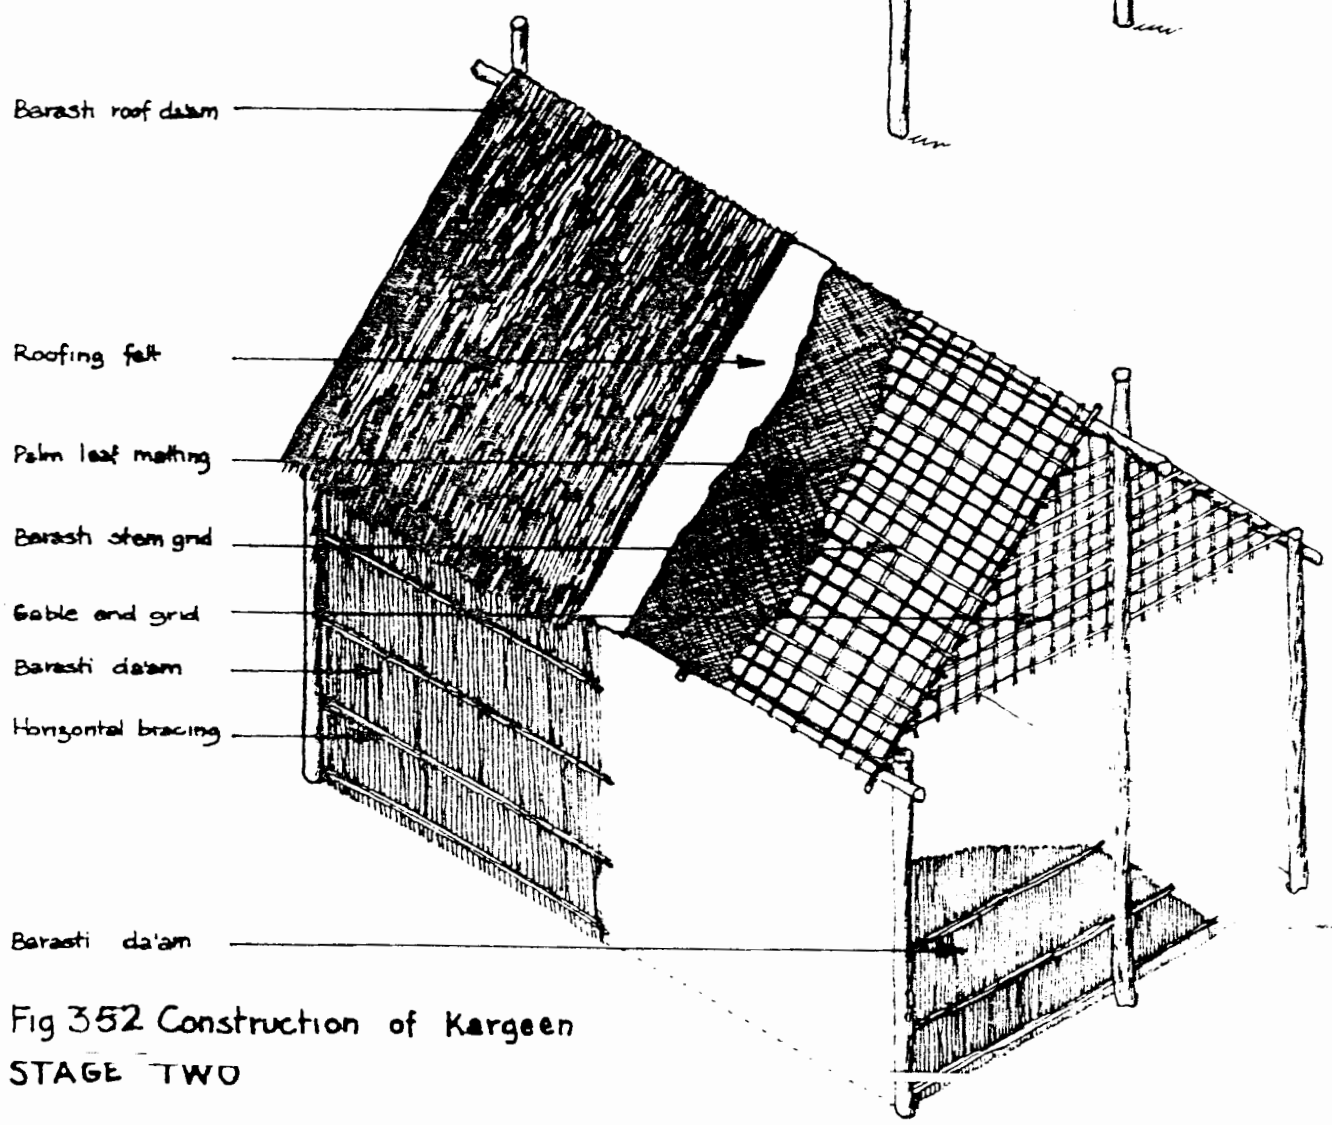 Barasti roof da'am
Roofing felt
Palm leaf matting
Barasti stem grid
Gable end grid
Barasti da'am
Horizontal bracing
Barasti da'am
Fig 352 Construction of Kargeen
STAGE TWO